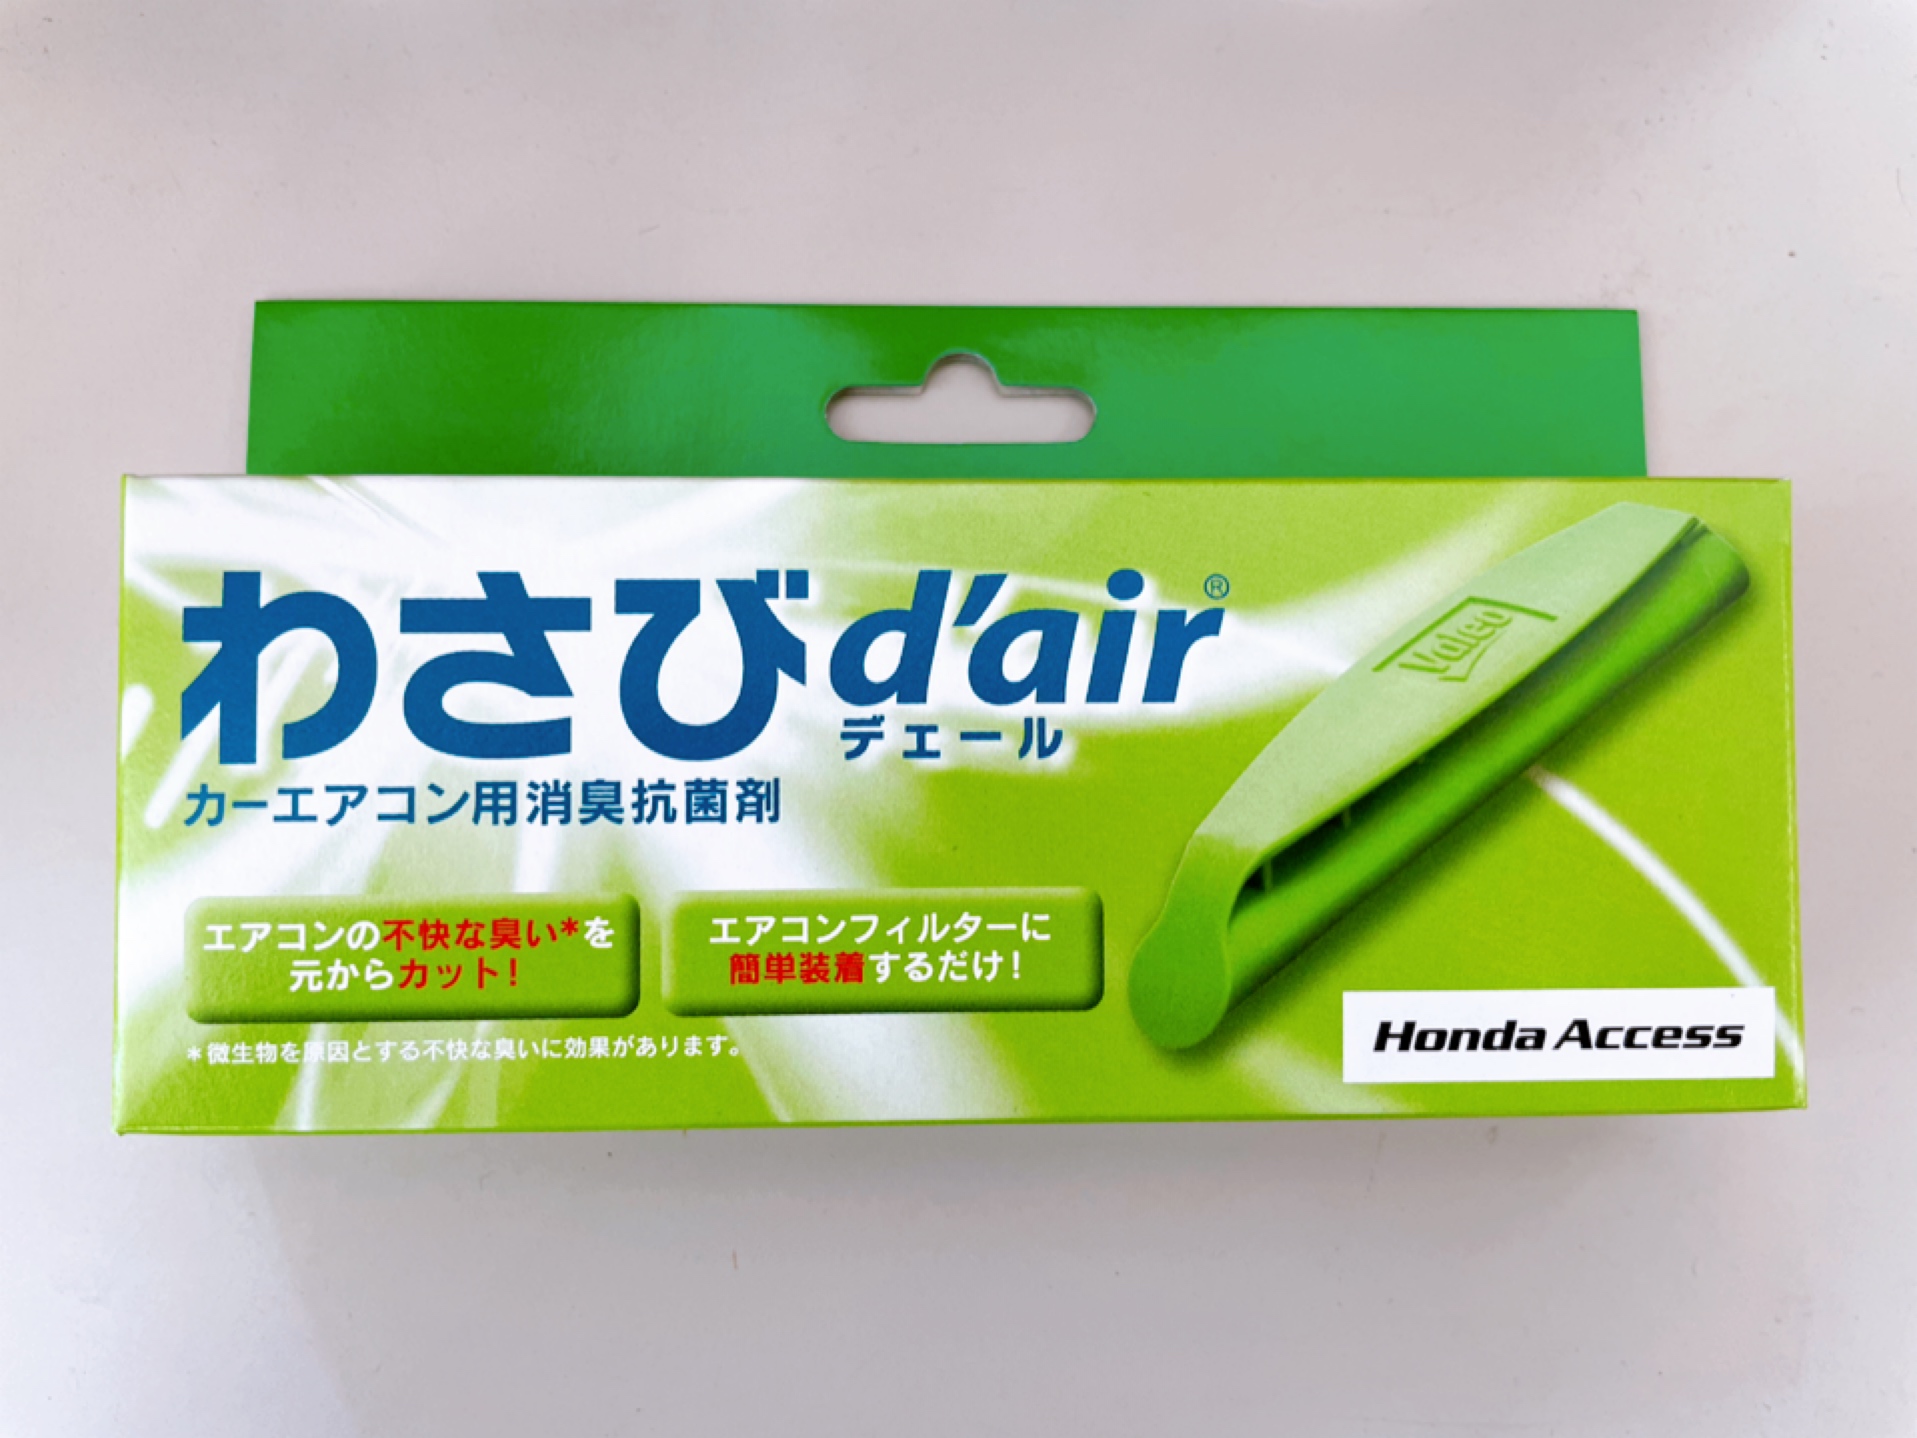 わさびd'air®
デェール
カーエアコン用消臭抗菌剤
Valeo
エアコンの不快な臭い*を
元からカット!
エアコンフィルターに
簡単装着するだけ!
*微生物を原因とする不快な臭いに効果があります。
Honda Access